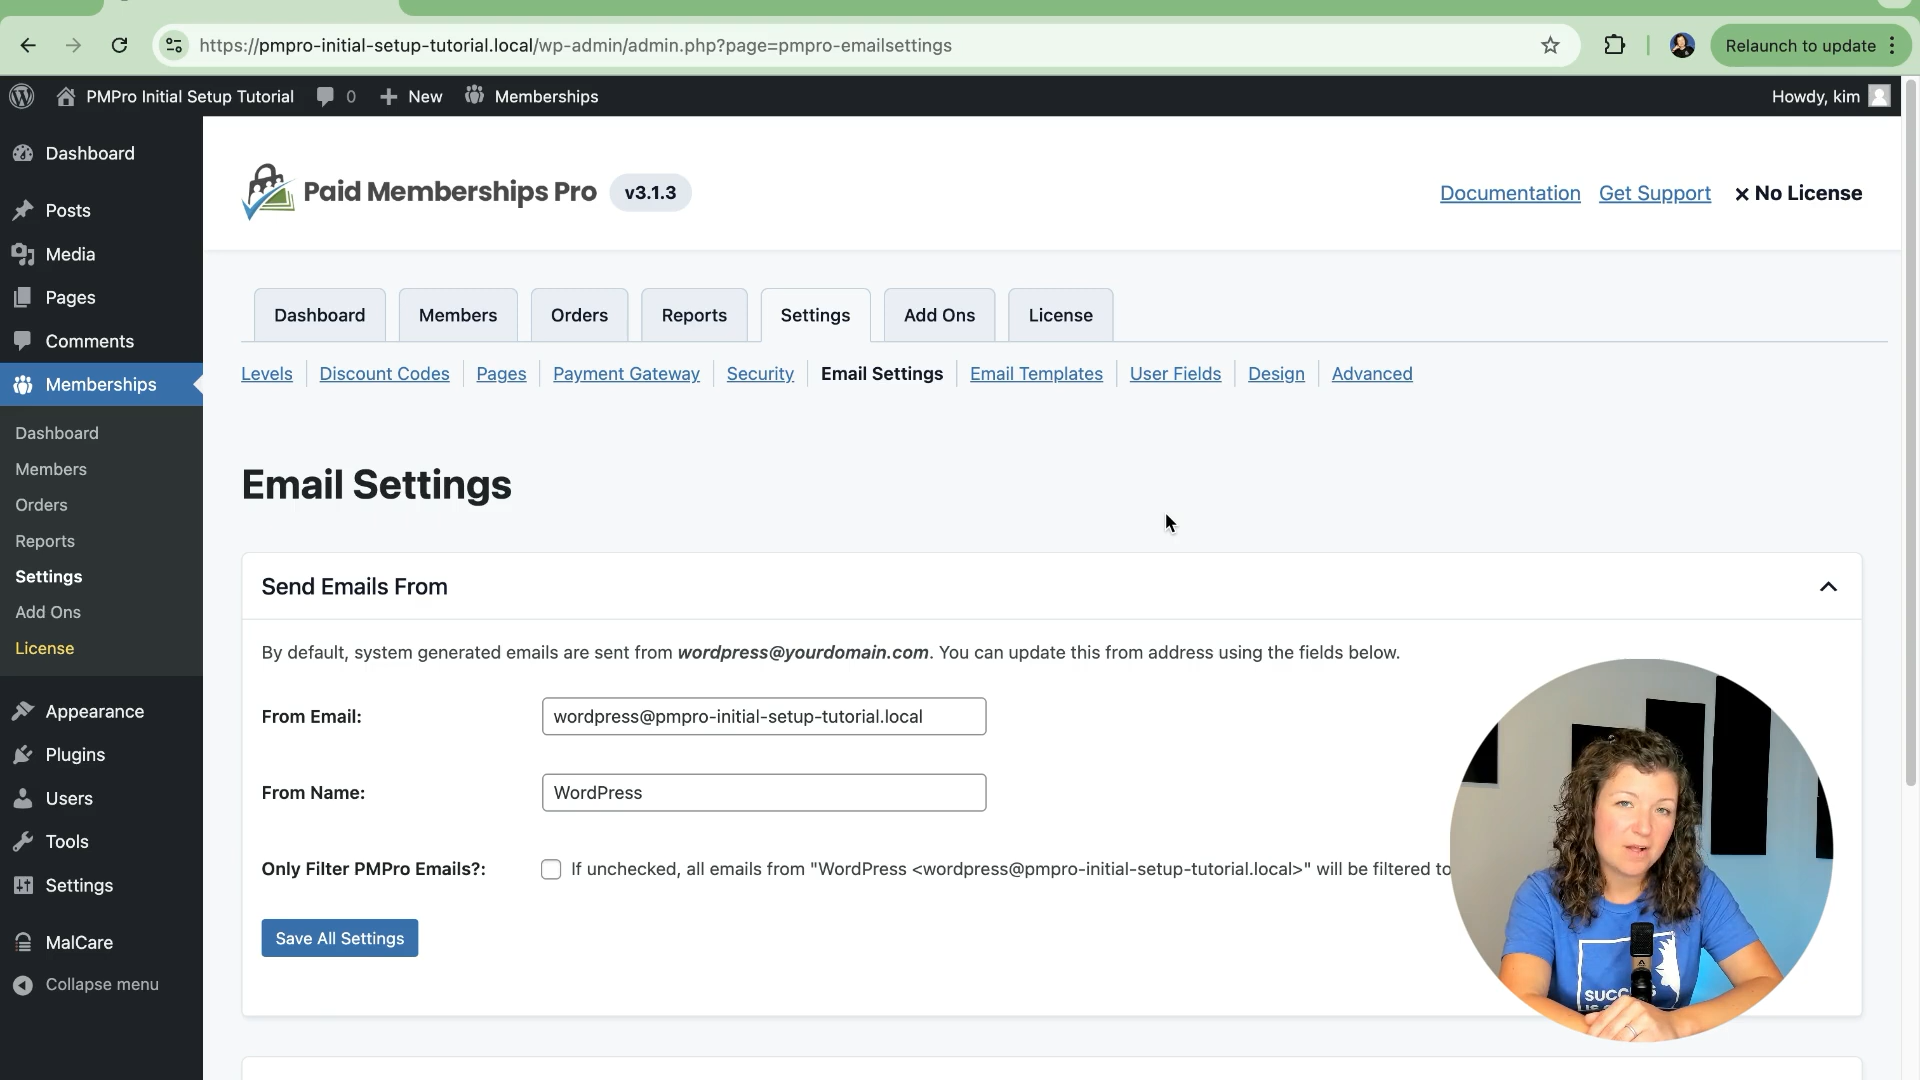 https://pmpro-initial-setup-tutorial.local/wp-admin/admin.php?page=pmpro-emailsettings
Relaunch to update
PMPro Initial Setup Tutorial
0
New
Memberships
Howdy, kim
Dashboard
Posts
Media
Pages
Comments
Memberships
Dashboard
Members
Orders
Reports
Settings
Add Ons
License
Appearance
Plugins
Users
Tools
Settings
MalCare
Collapse menu
Paid Memberships Pro v3.1.3
Documentation Get Support × No License
Dashboard Members Orders Reports Settings Add Ons License
Levels Discount Codes Pages Payment Gateway Security Email Settings Email Templates User Fields Design Advanced
Email Settings
Send Emails From
By default, system generated emails are sent from wordpress@yourdomain.com. You can update this from address using the fields below.
From Email: wordpress@pmpro-initial-setup-tutorial.local
From Name: WordPress
Only Filter PMPro Emails?: If unchecked, all emails from "WordPress <wordpress@pmpro-initial-setup-tutorial.local>" will be filtered to
Save All Settings